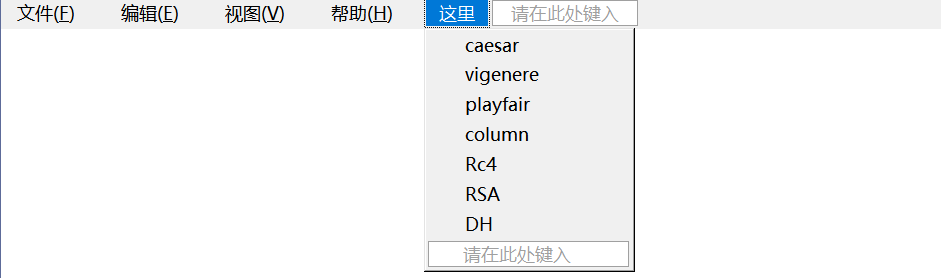 文件(F) 编辑(E) 视图(V) 帮助(H) 这里 请在此处键入
caesar
vigenere
playfair
column
Rc4
RSA
DH
请在此处键入